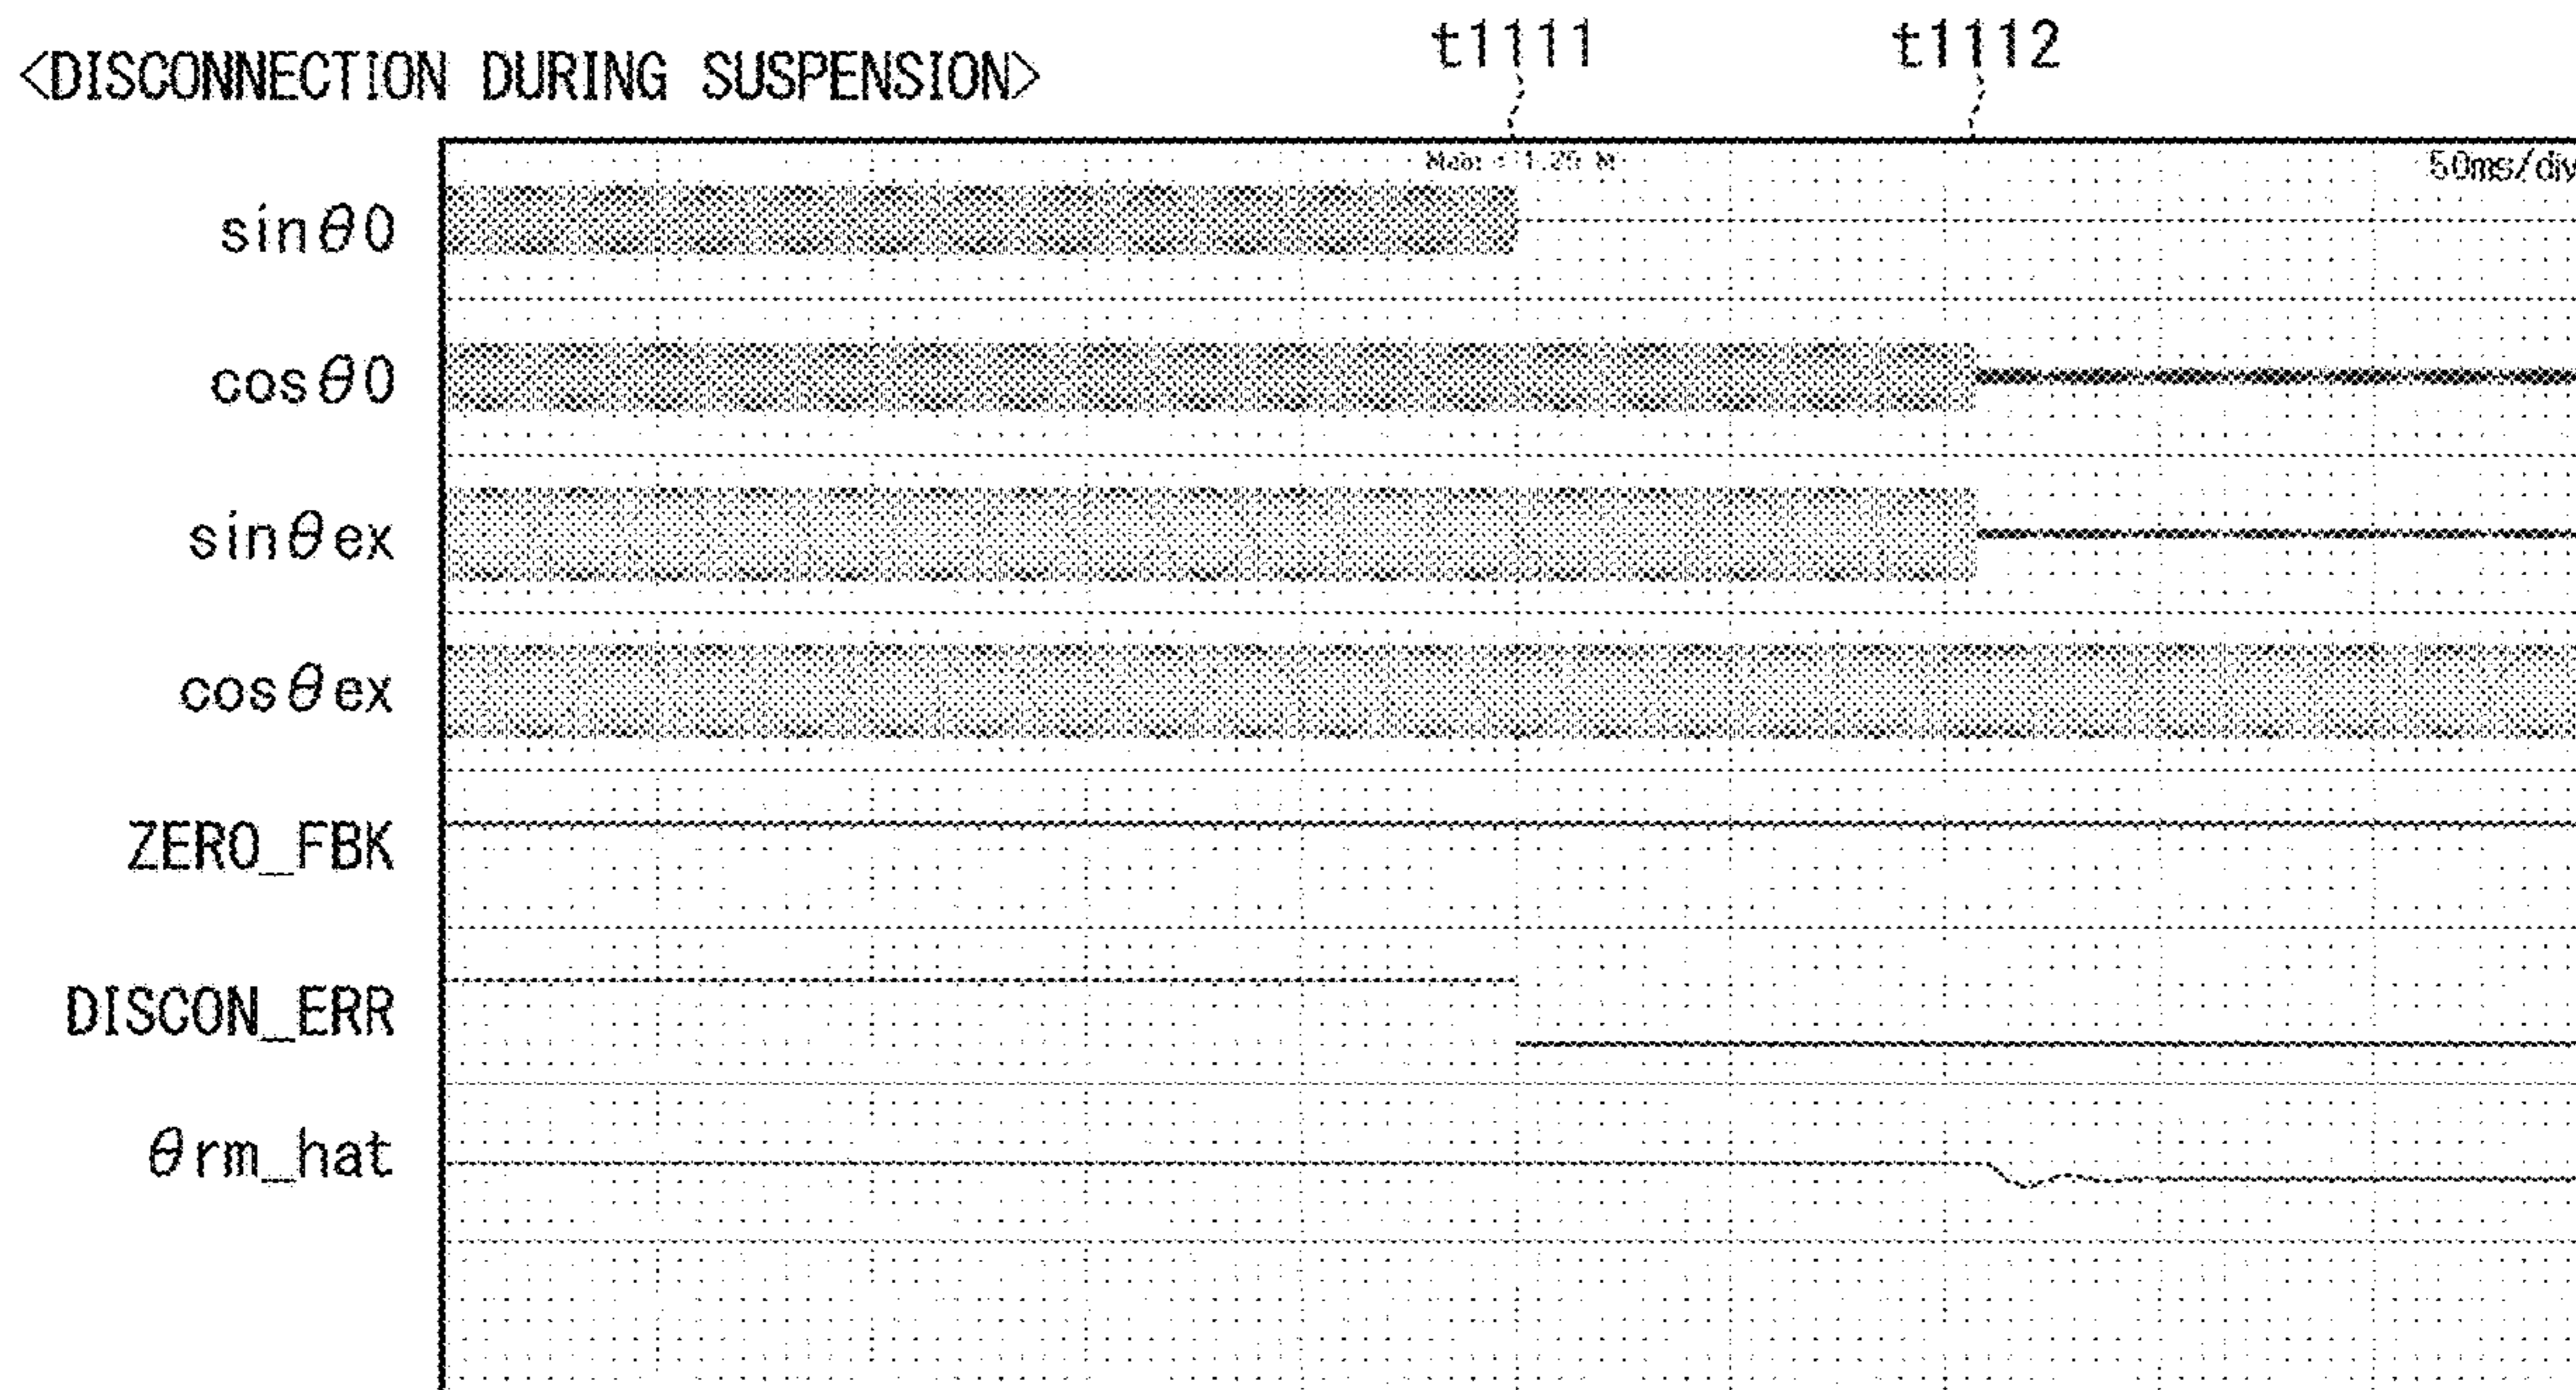 <DISCONNECTION DURING SUSPENSION>
t1111
t1112
50ms/div
sinθ0
cosθ0
sinθex
cosθex
ZERO_FBK
DISCON_ERR
θrm_hat